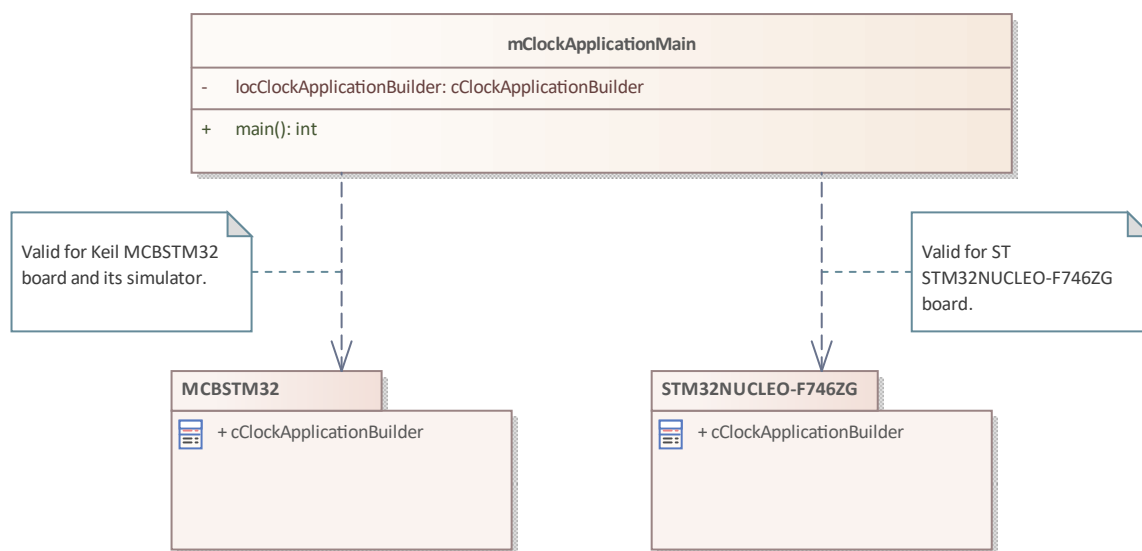 mClockApplicationMain
- locClockApplicationBuilder: cClockApplicationBuilder
+ main(): int
Valid for Keil MCBSTM32
board and its simulator.
Valid for ST
STM32NUCLEO-F746ZG
board.
MCBSTM32
+ cClockApplicationBuilder
STM32NUCLEO-F746ZG
+ cClockApplicationBuilder